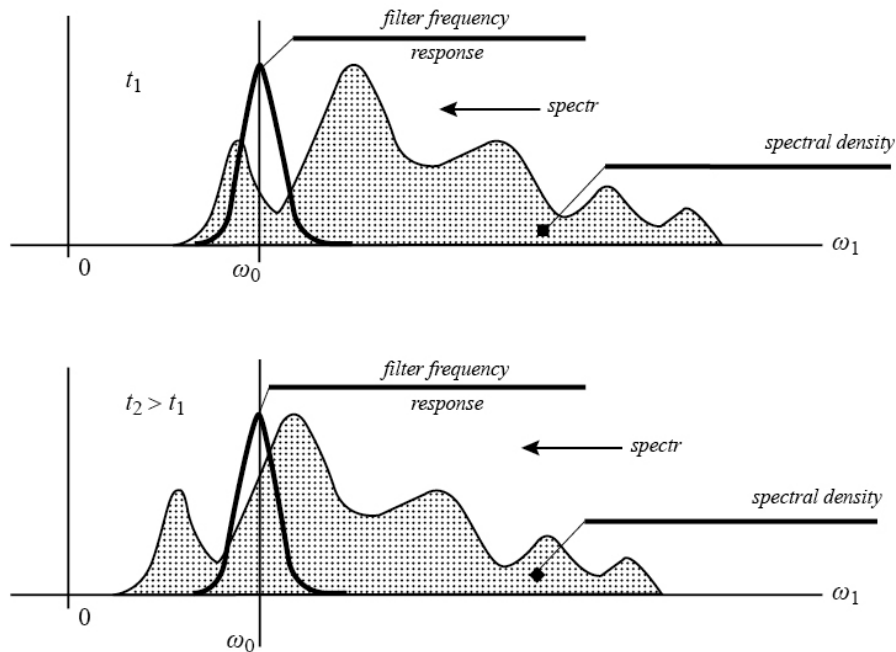 filter frequency
response
t1
spectr
spectral density
0
ω0
ω1
filter frequency
response
t2 > t1
spectr
spectral density
0
ω0
ω1